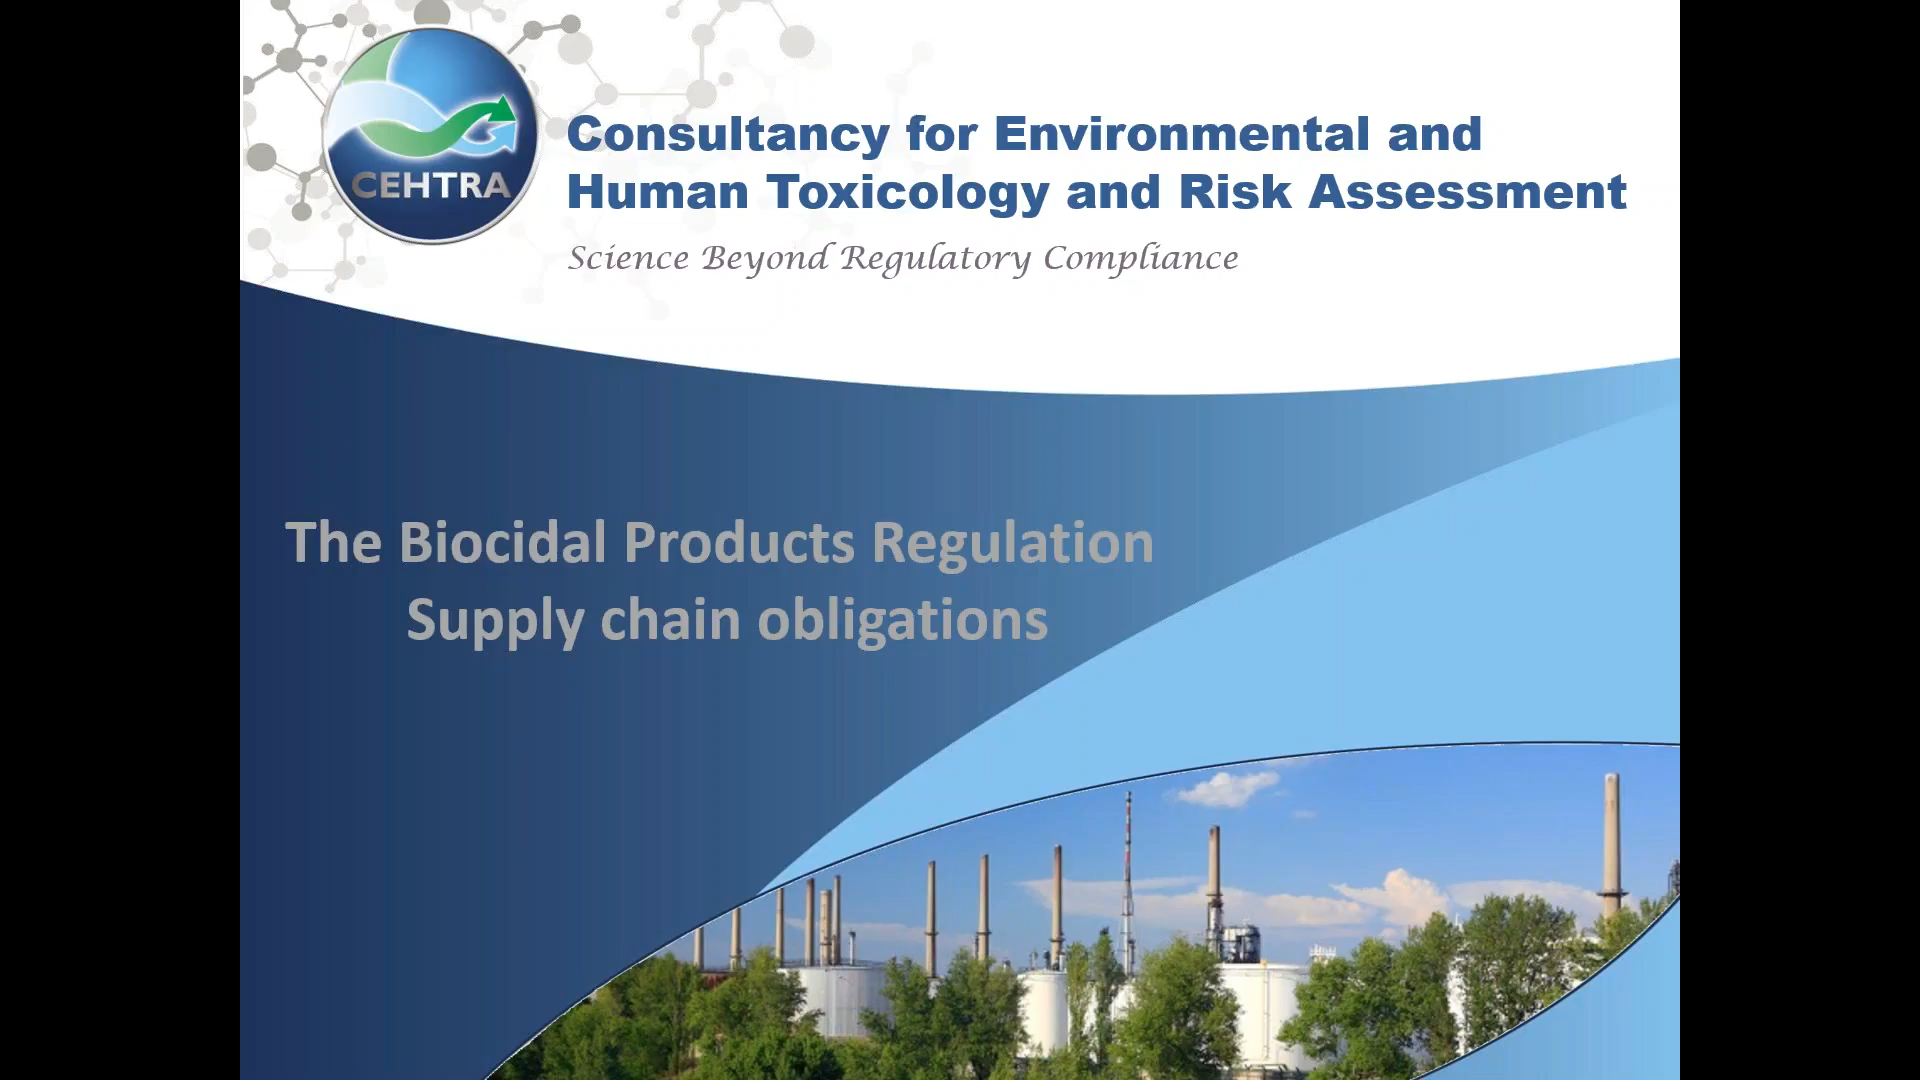 CEHTRA
Consultancy for Environmental and
Human Toxicology and Risk Assessment
Science Beyond Regulatory Compliance
The Biocidal Products Regulation
Supply chain obligations